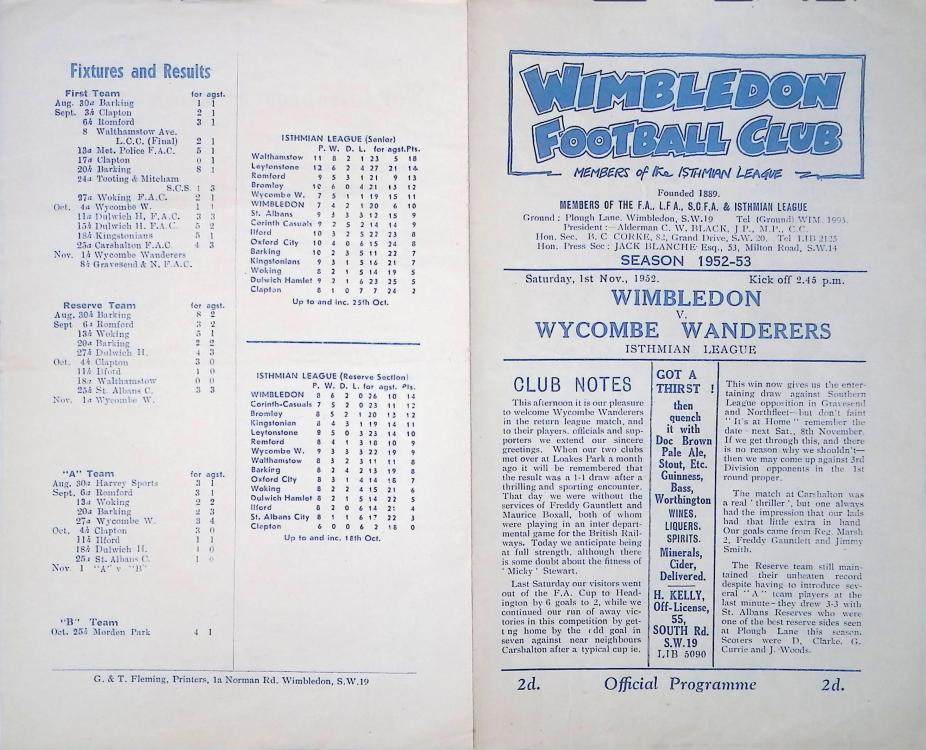 Fixtures and Results
First Team for agst.
Aug. 30a Barking 1 1
Sept. 3h Clapton 2 1
6h Romford 3 1
8 Walthamstow Ave.
L.C.C. (Final) 2 1
13a Met. Police F.A.C. 5 1
17a Clapton 0 1
20h Barking 8 1
24a Tooting & Mitcham
S.C.S. 1 3
27a Woking F.A.C. 2 1
Oct. 4a Wycombe W. 1 1
11a Dulwich H. F.A.C. 3 3
15h Dulwich F.A.C. 5 2
18h Kingstonians 5 1
25a Carshalton F.A.C. 4 3
Nov. 1h Wycombe Wanderers
8h Gravesend & N. F.A.C.
Reserve Team for agst.
Aug. 30h Barking 8 2
Sept 6a Romford 3 2
13h Woking 5 1
20a Barking 2 2
27h Dulwich H. 4 3
Oct. 4h Clapton 3 0
11h Ilford 1 0
18a Walthamstow 0 0
25h St. Albans C. 3 3
Nov. 1a Wycombe W.
"A" Team for agst.
Aug. 30a Harvey Sports 3 1
Sept. 6a Romford 3 1
13a Woking 2 2
20a Barking 2 3
27a Wycombe W. 3 4
Oct. 4h Clapton 3 0
11h Ilford 1 1
18h Dulwich H. 1 0
25a St. Albans C. 1 0
Nov. 1 "A" v "B"
"B" Team
Oct. 25h Morden Park 4 1
ISTHMIAN LEAGUE (Senior)
P. W. D. L. for agst. Pts.
Walthamstow 11 8 2 1 23 5 18
Leytonstone 12 6 2 4 27 21 14
Romford 9 5 3 1 21 9 13
Bromley 10 6 0 4 21 13 12
Wycombe W. 7 5 1 1 19 15 11
WIMBLEDON 7 4 2 1 20 6 10
St. Albans 9 3 3 3 12 15 9
Corinth Casuals 9 2 5 2 14 14 9
Ilford 10 3 2 5 22 23 8
Oxford City 10 4 0 6 15 24 8
Barking 10 2 3 5 11 22 7
Kingstonians 9 3 1 5 16 21 7
Woking 8 2 1 5 14 19 5
Dulwich Hamlet 9 2 1 6 23 25 5
Clapton 8 1 0 7 7 24 2
Up to and inc. 25th Oct.
ISTHMIAN LEAGUE (Reserve Section)
P. W. D. L. for agst. Pts.
WIMBLEDON 8 6 2 0 26 10 14
Corinth-Casuals 7 5 2 0 23 11 12
Bromley 8 5 2 1 20 13 12
Kingstonian 8 4 3 1 19 14 11
Leytonstone 8 5 0 3 23 14 10
Romford 8 4 1 3 18 10 9
Wycombe W. 9 3 3 3 22 19 9
Walthamstow 8 3 2 3 11 11 8
Barking 8 2 4 2 13 19 8
Oxford City 8 3 1 4 14 18 7
Woking 8 2 2 4 15 21 6
Dulwich Hamlet 8 2 1 5 14 22 5
Ilford 8 2 0 6 14 21 4
St. Albans City 8 1 1 6 17 22 3
Clapton 6 0 0 6 2 18 0
Up to inc. 18th Oct.
G. & T. Fleming, Printers, 1a Norman Rd. Wimbledon, S.W.19
WIMBLEDON
FOOTBALL CLUB
MEMBERS of the ISTHMIAN LEAGUE
Founded 1889.
MEMBERS OF THE F.A., L.F.A., S.C.F.A. & ISTHMIAN LEAGUE
Ground : Plough Lane, Wimbledon, S.W.19 Tel (Ground) WIM. 1995.
President :— Alderman C. W. BLACK, J.P., M.P., C.C.
Hon. Sec. B. C. CORKE, 82, Grand Drive, S.W. 20. Tel LIB 2125
Hon. Press Sec : JACK BLANCHE Esq., 53, Milton Road, S.W.14
SEASON 1952-53
Saturday, 1st Nov., 1952. Kick off 2.45 p.m.
WIMBLEDON
V.
WYCOMBE WANDERERS
ISTHMIAN LEAGUE
CLUB NOTES
This afternoon it is our pleasure
to welcome Wycombe Wanderers
in the return league match, and
to their players, officials and sup-
porters we extend our sincere
greetings. When our two clubs
met over at Loakes Park a month
ago it will be remembered that
the result was a 1-1 draw after a
thrilling and sporting encounter.
That day we were without the
services of Freddy Gauntlett and
Maurice Boxall, both of whom
were playing in an inter depart-
mental game for the British Rail-
ways. Today we anticipate being
at full strength, although there
is some doubt about the fitness of
' Micky ' Stewart.
Last Saturday our visitors went
out of the F.A. Cup to Head-
ington by 6 goals to 2, while we
continued our run of away vic-
tories in this competition by get-
ting home by the odd goal in
seven against near neighbours
Carshalton after a typical cup tie.
GOT A
THIRST !
then
quench
it with
Doc Brown
Pale Ale,
Stout, Etc.
Guinness,
Bass,
Worthington
WINES,
LIQUERS,
SPIRITS.
Minerals,
Cider,
Delivered.
H. KELLY,
Off-License,
55,
SOUTH Rd.
S.W.19
LIB 5090
This win now gives us the enter-
taining draw against Southern
League opposition in Gravesend
and Northfleet—but don't faint
" It's at Home " remember the
date - next Sat., 8th November.
If we get through this, and there
is no reason why we shouldn't—
then we may come up against 3rd
Division opponents in the 1st
round proper.
The match at Carshalton was
a real ' thriller ', but one always
had the impression that our lads
had that little extra in hand
Our goals came from Reg. Marsh
2, Freddy Gauntlett and Jimmy
Smith.
The Reserve team still main-
tained their unbeaten record
despite having to introduce sev-
eral " A " team players at the
last minute—they drew 3-3 with
St. Albans Reserves who were
one of the best reserve sides seen
at Plough Lane this season.
Scorers were D. Clarke, G.
Currie and J. Woods.
2d. Official Programme 2d.